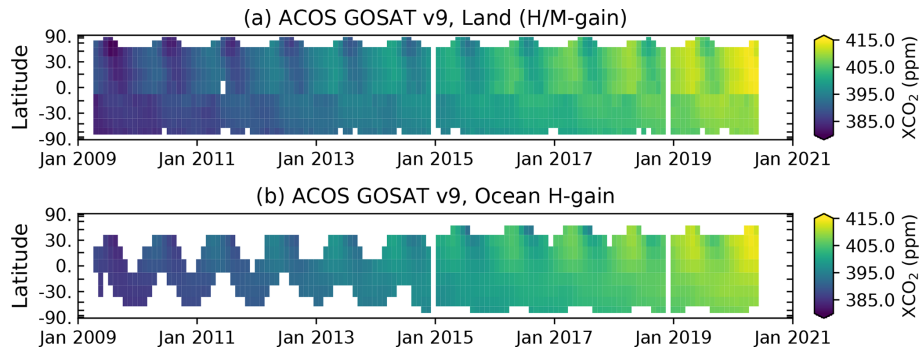 (a) ACOS GOSAT v9, Land (H/M-gain)
90.
30.
0.
-30.
-90.
Latitude
Jan 2009 Jan 2011 Jan 2013 Jan 2015 Jan 2017 Jan 2019 Jan 2021
415.0
405.0
395.0
385.0
XCO₂ (ppm)
(b) ACOS GOSAT v9, Ocean H-gain
90.
30.
0.
-30.
-90.
Latitude
Jan 2009 Jan 2011 Jan 2013 Jan 2015 Jan 2017 Jan 2019 Jan 2021
415.0
405.0
395.0
385.0
XCO₂ (ppm)